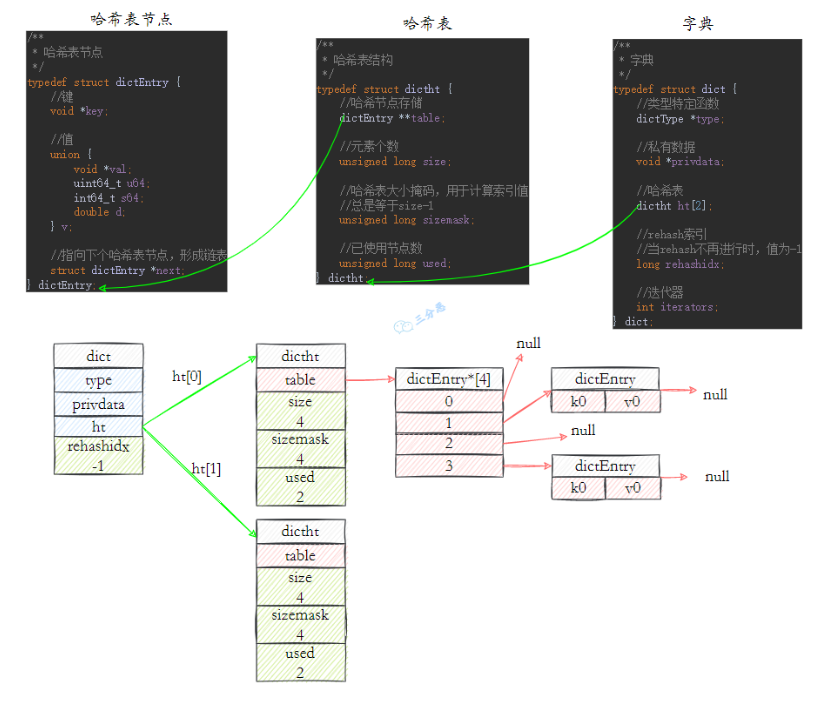 哈希表节点
/**
 * 哈希表节点
 */
typedef struct dictEntry {
    //键
    void *key;

    //值
    union {
        void *val;
        uint64_t u64;
        int64_t s64;
        double d;
    } v;

    //指向下个哈希表节点，形成链表
    struct dictEntry *next;
} dictEntry;
哈希表
/**
 * 哈希表结构
 */
typedef struct dictht {
    //哈希节点存储
    dictEntry **table;

    //元素个数
    unsigned long size;

    //哈希表大小掩码，用于计算索引值
    //总是等于size-1
    unsigned long sizemask;

    //已使用节点数
    unsigned long used;
} dictht
字典
/**
 * 字典
 */
typedef struct dict {
    //类型特定函数
    dictType *type;

    //私有数据
    void *privdata;

    //哈希表
    dictht ht[2];

    //rehash索引
    //当rehash不再进行时，值为-1
    long rehashidx;

    //迭代器
    int iterators;
} dict;
三分恶
dict
type
privdata
ht
rehashidx
-1
ht[0]
ht[1]
dictht
table
size
4
sizemask
4
used
2
dictht
table
size
4
sizemask
4
used
2
dictEntry*[4]
0
1
2
3
null
null
dictEntry
k0 v0
null
dictEntry
k0 v0
null